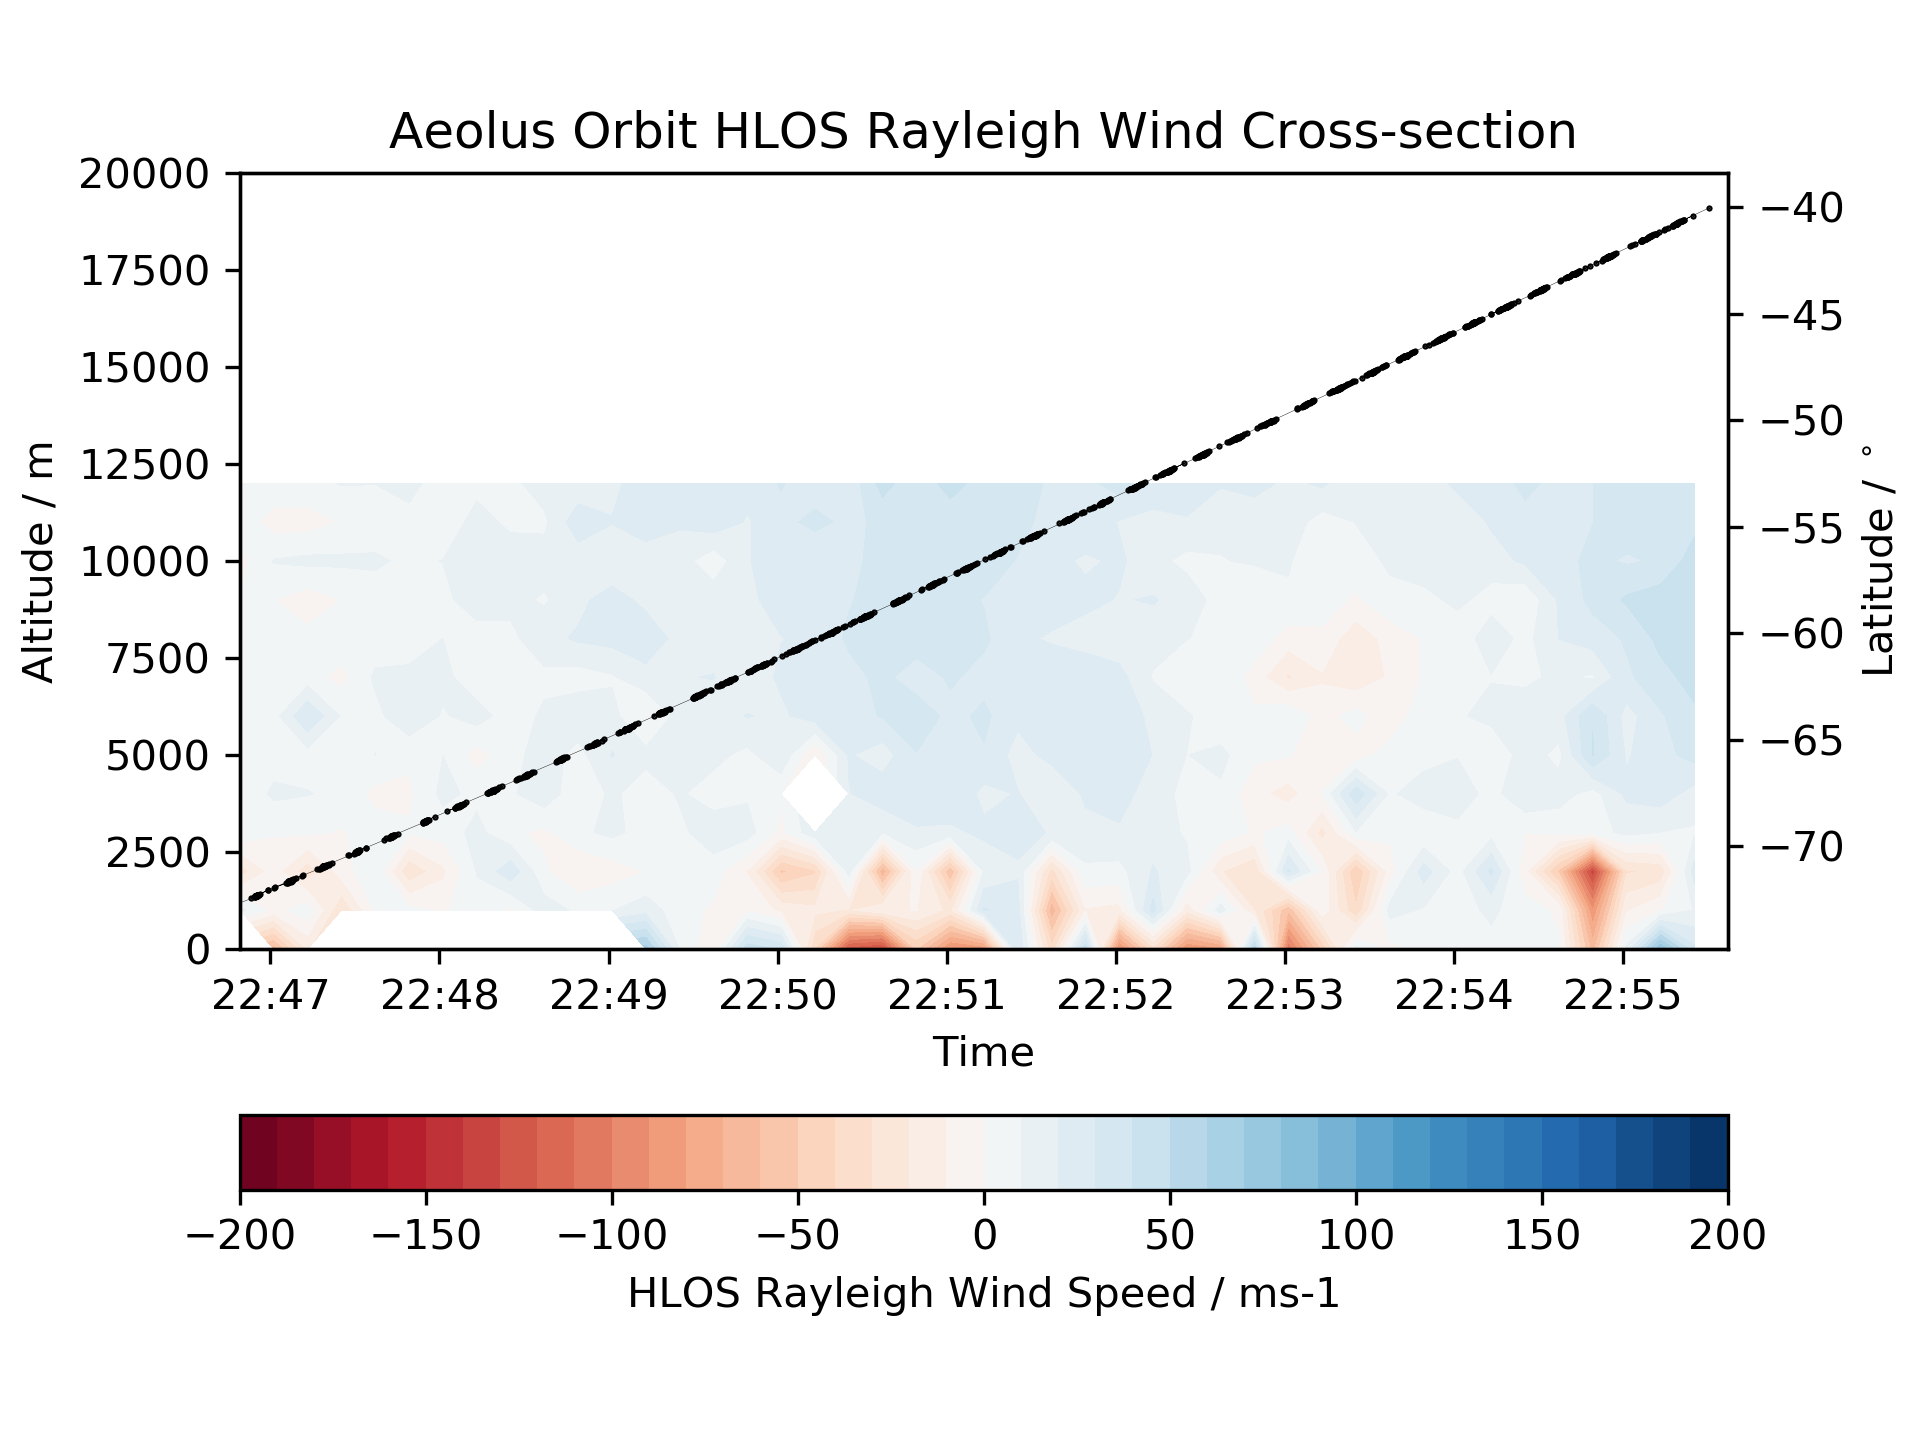 Aeolus Orbit HLOS Rayleigh Wind Cross-section
20000
17500
15000
12500
10000
7500
5000
2500
0
Altitude / m
−40
−45
−50
−55
−60
−65
−70
Latitude / °
22:47 22:48 22:49 22:50 22:51 22:52 22:53 22:54 22:55
Time
−200 −150 −100 −50 0 50 100 150 200
HLOS Rayleigh Wind Speed / ms-1